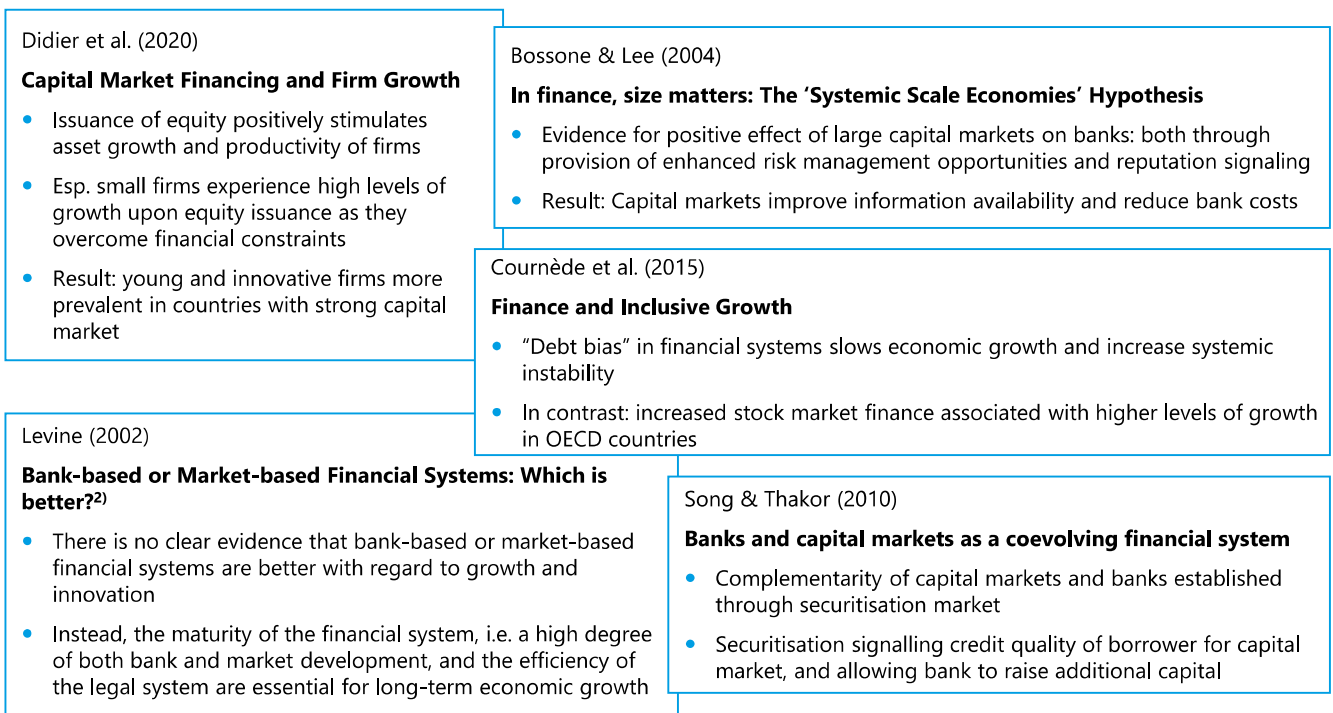 Didier et al. (2020)
Capital Market Financing and Firm Growth
• Issuance of equity positively stimulates
asset growth and productivity of firms
• Esp. small firms experience high levels of
growth upon equity issuance as they
overcome financial constraints
• Result: young and innovative firms more
prevalent in countries with strong capital
market
Bossone & Lee (2004)
In finance, size matters: The ‘Systemic Scale Economies’ Hypothesis
• Evidence for positive effect of large capital markets on banks: both through
provision of enhanced risk management opportunities and reputation signaling
• Result: Capital markets improve information availability and reduce bank costs
Cournède et al. (2015)
Finance and Inclusive Growth
• “Debt bias” in financial systems slows economic growth and increase systemic
instability
• In contrast: increased stock market finance associated with higher levels of growth
in OECD countries
Levine (2002)
Bank-based or Market-based Financial Systems: Which is
better?2)
• There is no clear evidence that bank-based or market-based
financial systems are better with regard to growth and
innovation
• Instead, the maturity of the financial system, i.e. a high degree
of both bank and market development, and the efficiency of
the legal system are essential for long-term economic growth
Song & Thakor (2010)
Banks and capital markets as a coevolving financial system
• Complementarity of capital markets and banks established
through securitisation market
• Securitisation signalling credit quality of borrower for capital
market, and allowing bank to raise additional capital